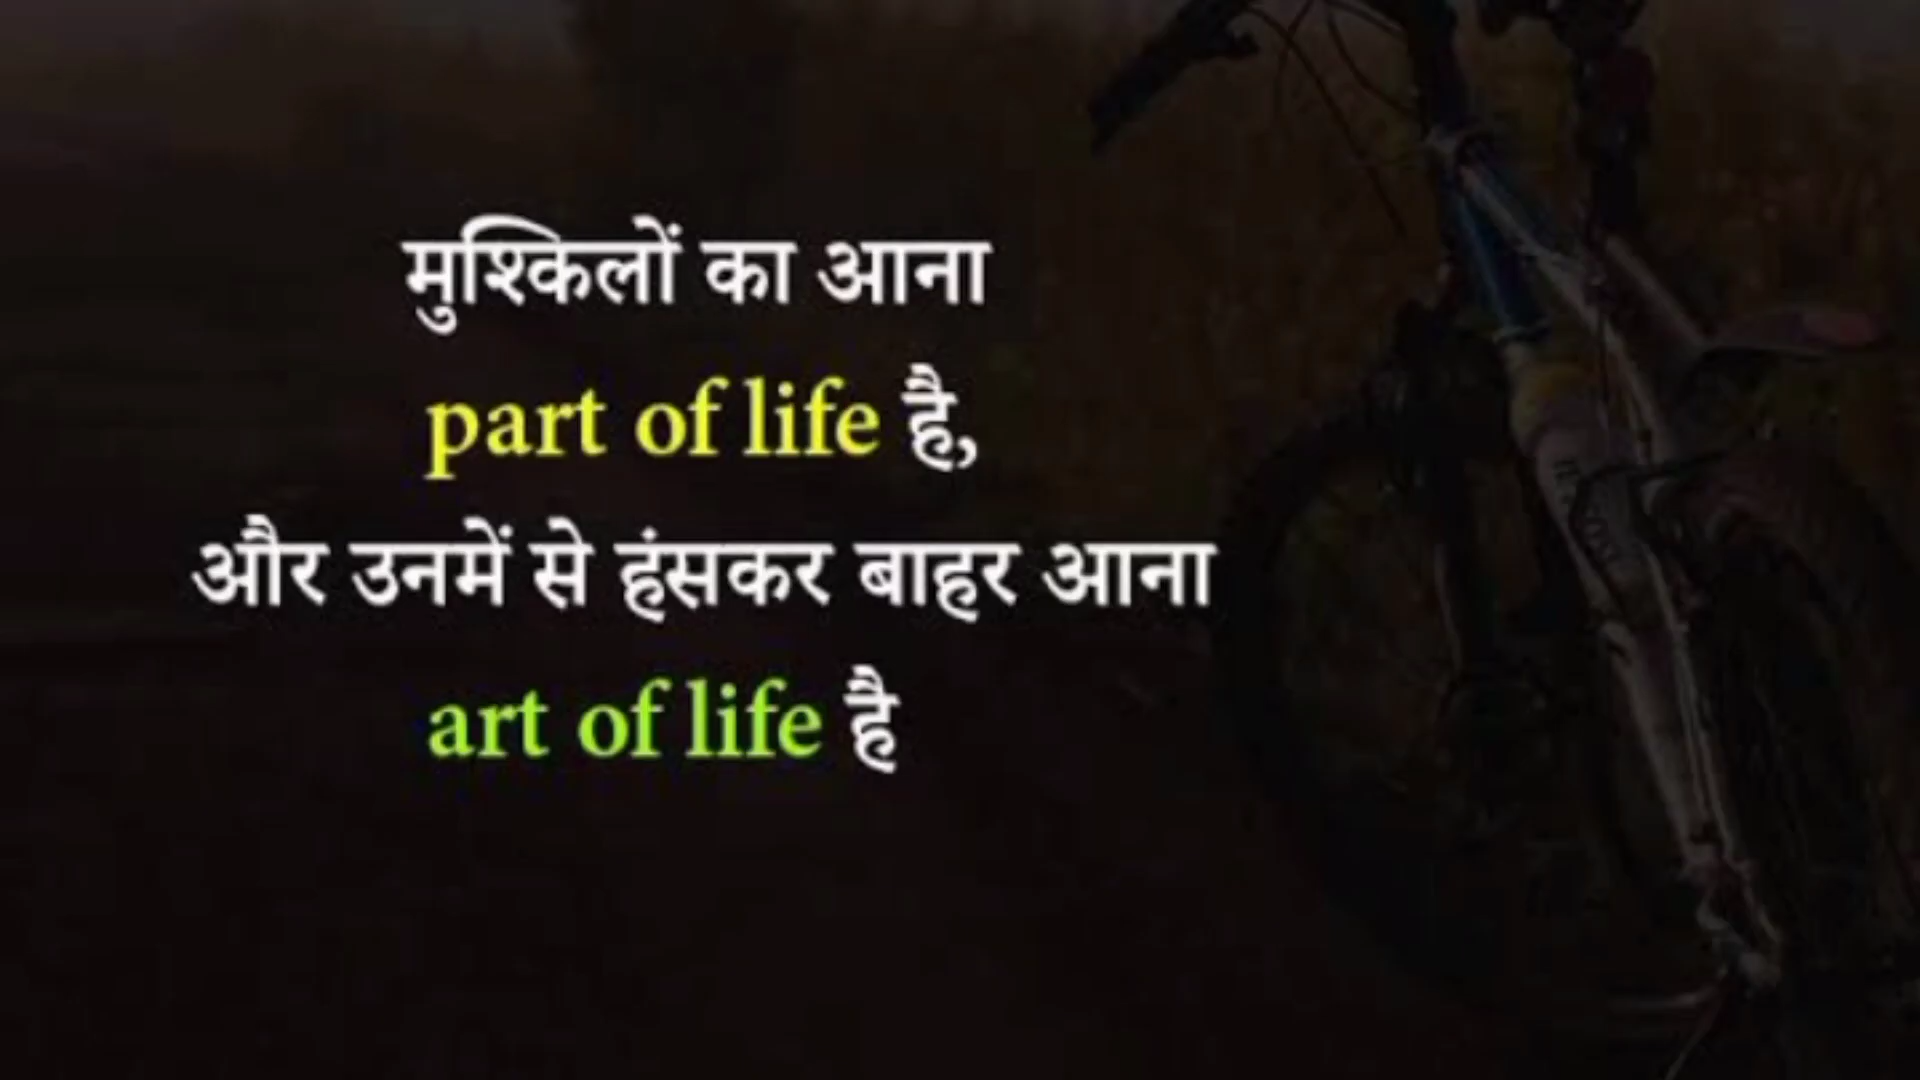 मुश्किलों का आना
part of life है,
और उनमें से हंसकर बाहर आना
art of life है